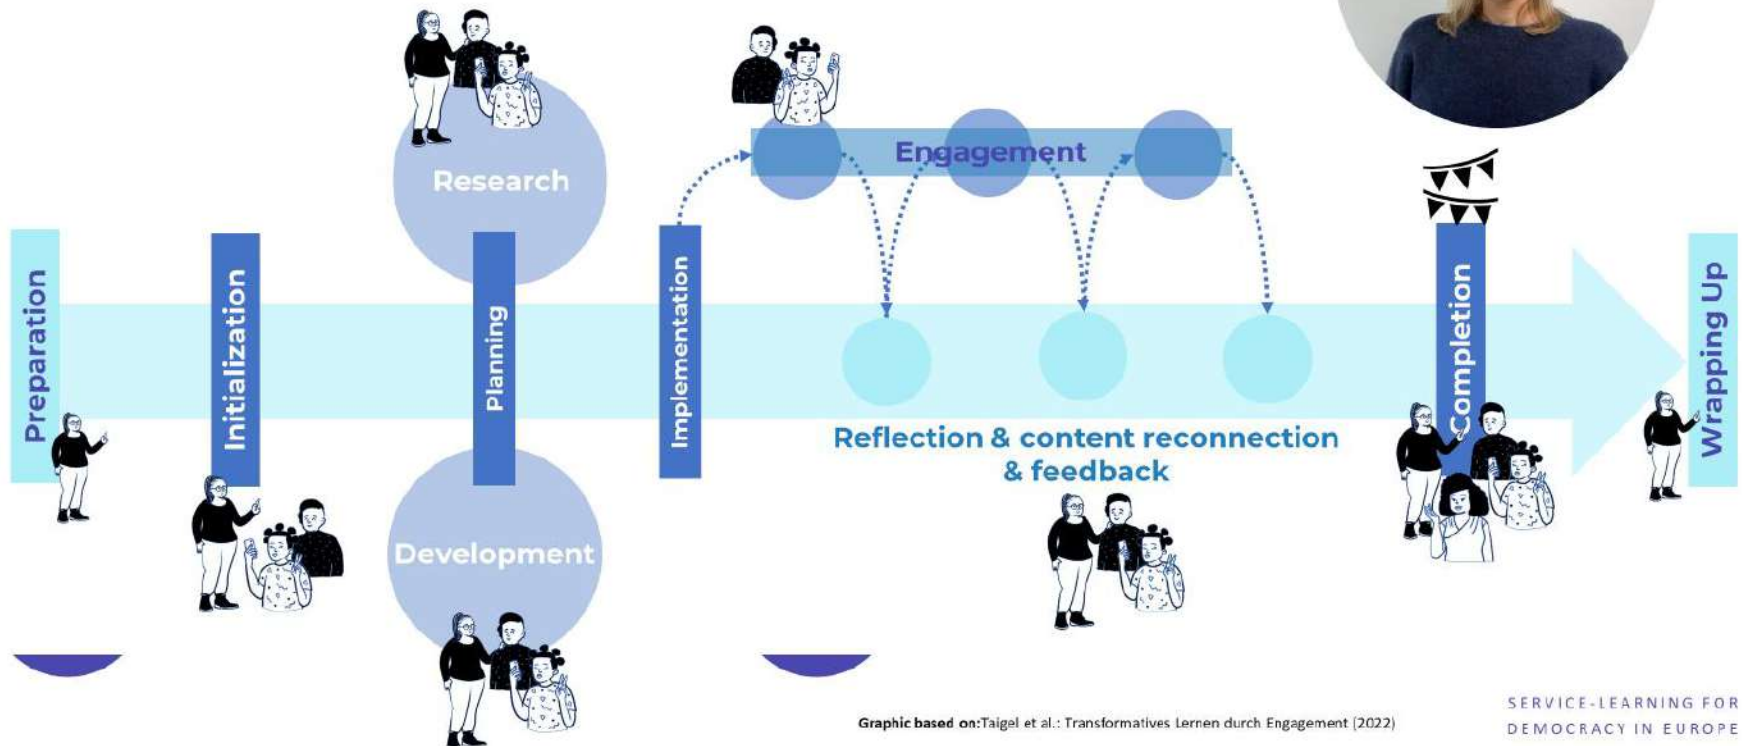 Research
Engagement
Preparation
Initialization
Planning
Implementation
Completion
Wrapping Up
Reflection & content reconnection
& feedback
Development
Graphic based on:Taigel et al.: Transformatives Lernen durch Engagement (2022)
SERVICE-LEARNING FOR
DEMOCRACY IN EUROPE